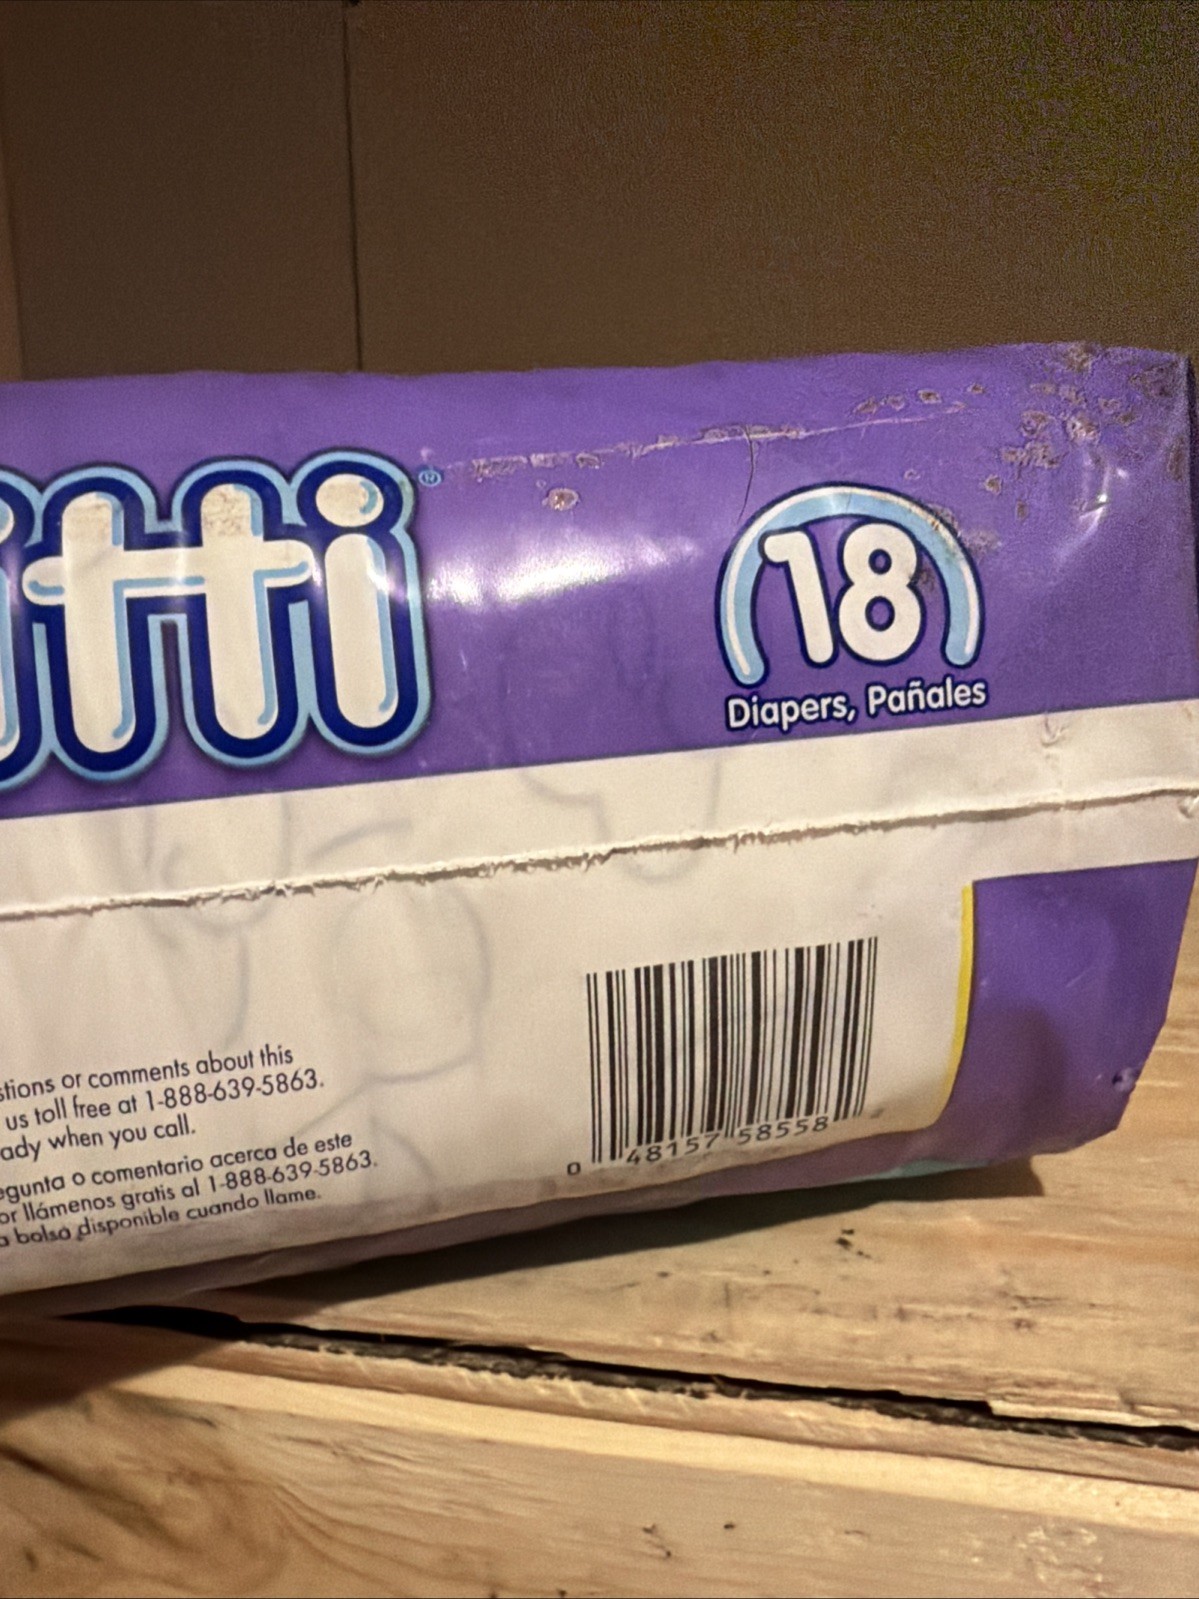 itti®
18
Diapers, Pañales
stions or comments about this
us toll free at 1-888-639-5863.
ady when you call.
egunta o comentario acerca de este
or llámenos gratis al 1-888-639-5863.
a bolsa disponible cuando llame.
0 48157 58558